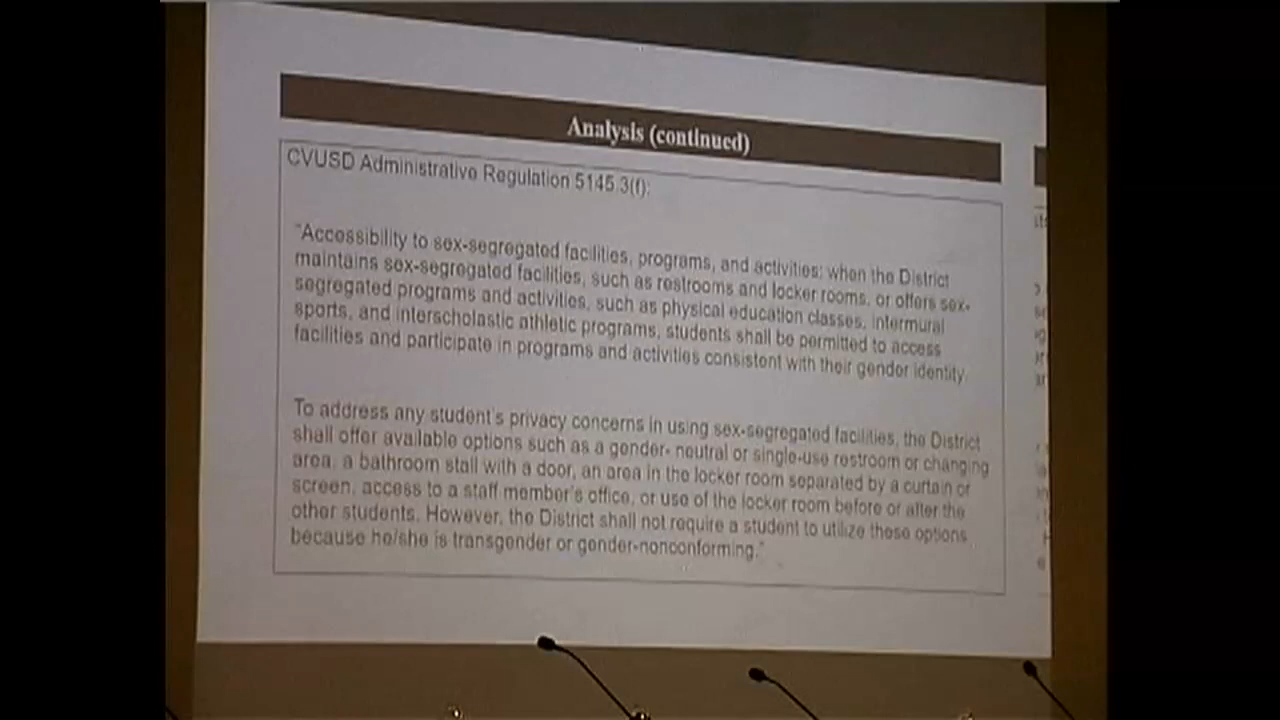 Analysis (continued)
CVUSD Administrative Regulation 5145.3(f):
"Accessibility to sex-segregated facilities, programs, and activities: when the District
maintains sex-segregated facilities, such as restrooms and locker rooms, or offers sex-
segregated programs and activities, such as physical education classes, intermural
sports, and interscholastic athletic programs, students shall be permitted to access
facilities and participate in programs and activities consistent with their gender identity.
To address any student's privacy concerns in using sex-segregated facilities, the District
shall offer available options such as a gender- neutral or single-use restroom or changing
area, a bathroom stall with a door, an area in the locker room separated by a curtain or
screen, access to a staff member's office, or use of the locker room before or after the
other students. However, the District shall not require a student to utilize these options
because he/she is transgender or gender-nonconforming."